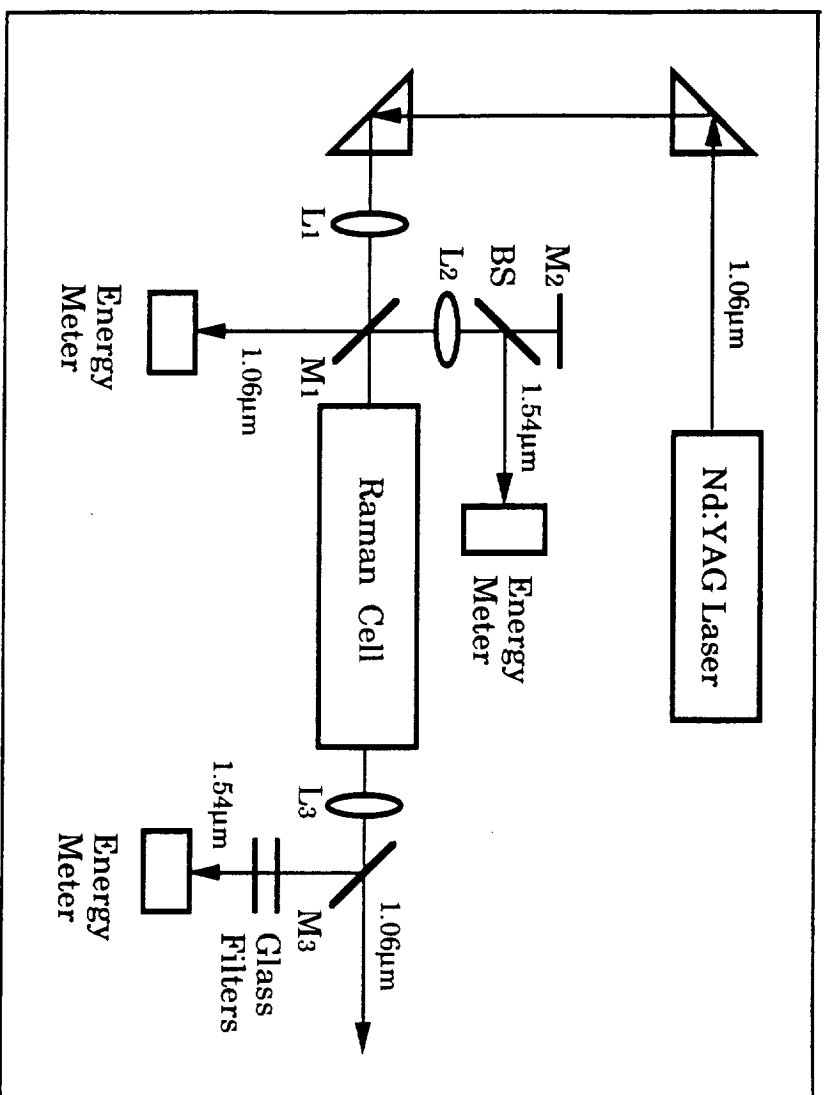 Nd:YAG Laser
1.06μm
M2
BS
L2
1.54μm
Energy
Meter
L1
M1
Raman Cell
L3
1.06μm
M3
1.06μm
Energy
Meter
Glass
Filters
1.54μm
Energy
Meter